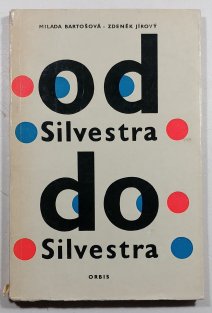 MILADA BARTOŠOVÁ - ZDENĚK JÍROVÝ
od
Silvestra
do
Silvestra
ORBIS